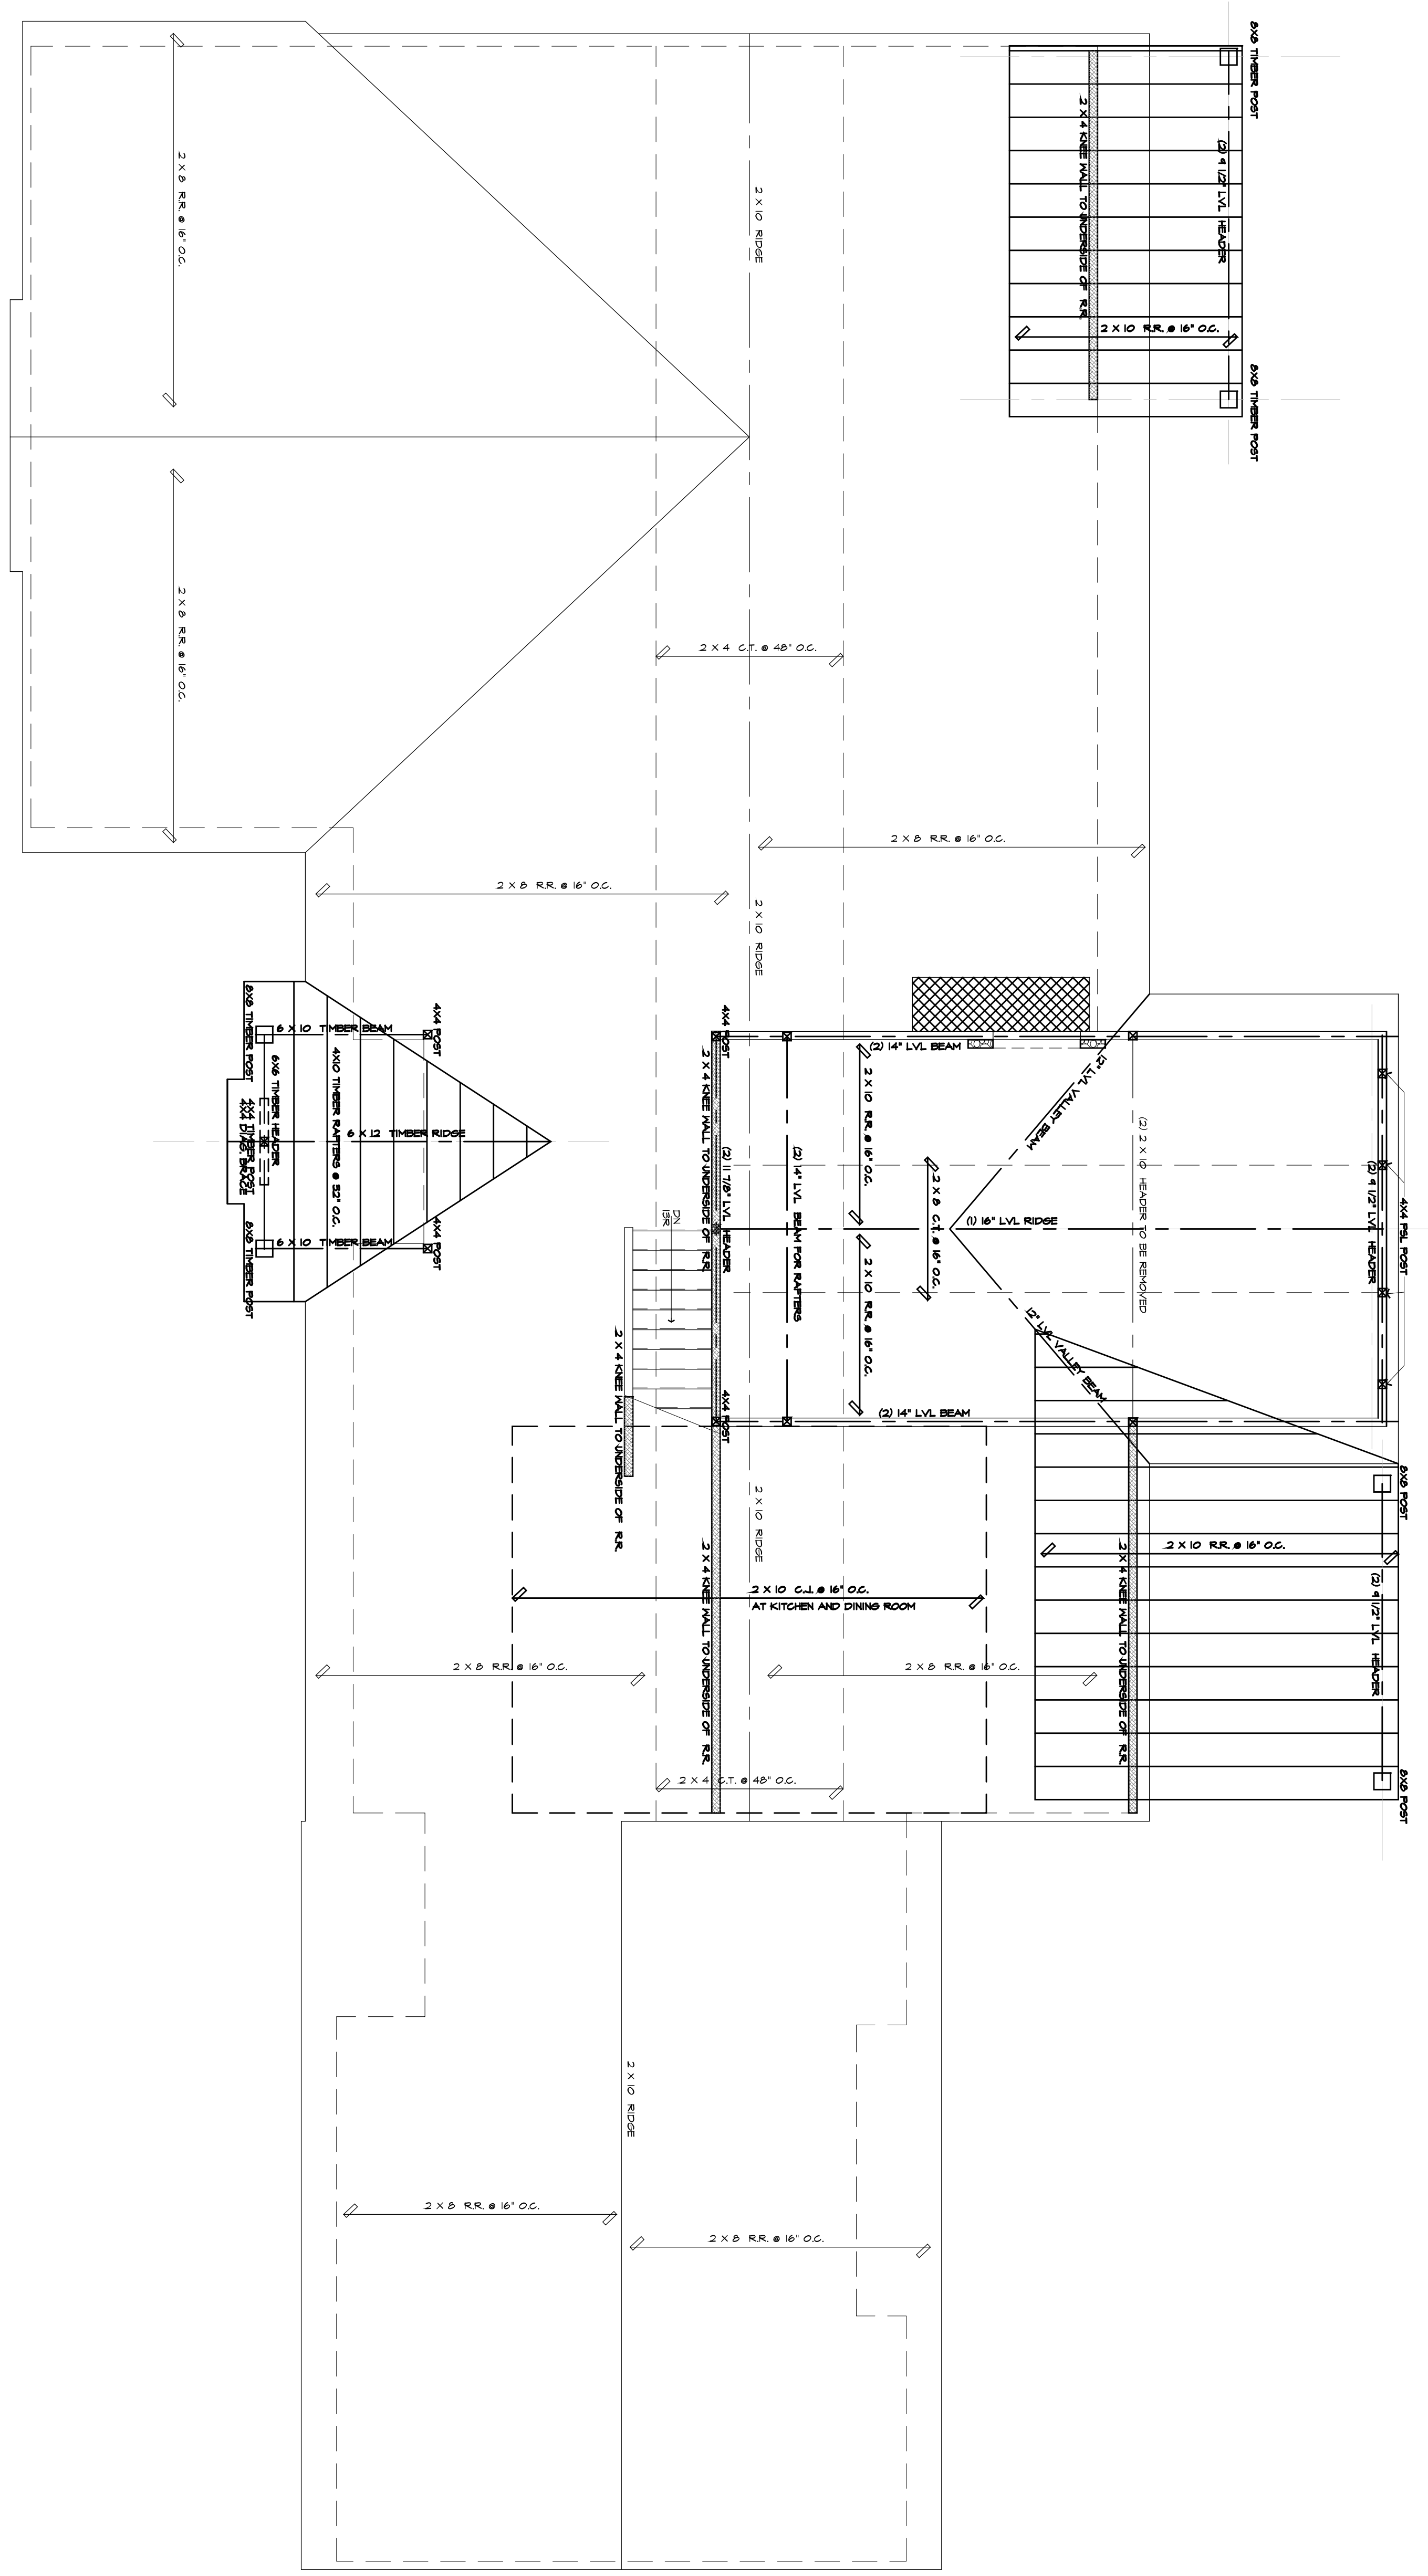 8X8 TIMBER POST
(2) 9 1/2" LVL HEADER
2 X 4 KNEE WALL TO UNDERSIDE OF R.R.
2 X 10 R.R. @ 16" O.C.
8X8 TIMBER POST
2 X 8 R.R. @ 16" O.C.
2 X 10 RIDGE
2 X 8 R.R. @ 16" O.C.
2 X 4 C.T. @ 48" O.C.
2 X 8 R.R. @ 16" O.C.
2 X 8 R.R. @ 16" O.C.
2 X 10 RIDGE
8X8 TIMBER POST
6 X 10 TIMBER BEAM
4X4 POST
6X6 TIMBER HEADER
4X10 TIMBER RAFTERS @ 32" O.C.
6 X 12 TIMBER RIDGE
4X4 TIMBER POST
4X4 DIAG. BRACE
6 X 10 TIMBER BEAM
4X4 POST
8X8 TIMBER POST
4X4 POST
2 X 4 KNEE WALL TO UNDERSIDE OF R.R.
(2) 11 7/8" LVL HEADER
(2) 14" LVL BEAM FOR RAFTERS
(2) 14" LVL BEAM
2 X 10 R.R. @ 16" O.C.
2 X 8 C.T. @ 16" O.C.
2 X 10 R.R. @ 16" O.C.
12" LVL VALLEY BEAM
(2) 2 X 10 HEADER TO BE REMOVED
(1) 16" LVL RIDGE
(2) 9 1/2" LVL HEADER
4X4 PSL POST
DN
13R
12" LVL VALLEY BEAM
2 X 4 KNEE WALL TO UNDERSIDE OF R.R.
4X4 POST
(2) 14" LVL BEAM
8X8 POST
2 X 10 RIDGE
2 X 4 KNEE WALL TO UNDERSIDE OF R.R.
2 X 10 C.J. @ 16" O.C.
AT KITCHEN AND DINING ROOM
2 X 10 R.R. @ 16" O.C.
2 X 4 KNEE WALL TO UNDERSIDE OF R.R.
(2) 9 1/2" LVL HEADER
2 X 8 R.R. @ 16" O.C.
2 X 8 R.R. @ 16" O.C.
2 X 4 C.T. @ 48" O.C.
8X8 POST
2 X 10 RIDGE
2 X 8 R.R. @ 16" O.C.
2 X 8 R.R. @ 16" O.C.